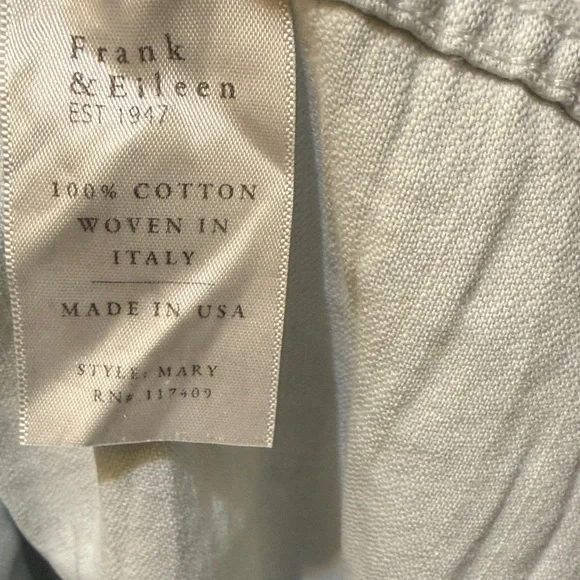 Frank
& Eileen
EST 1947
100% COTTON
WOVEN IN
ITALY
MADE IN USA
STYLE: MARY
RN# 117409